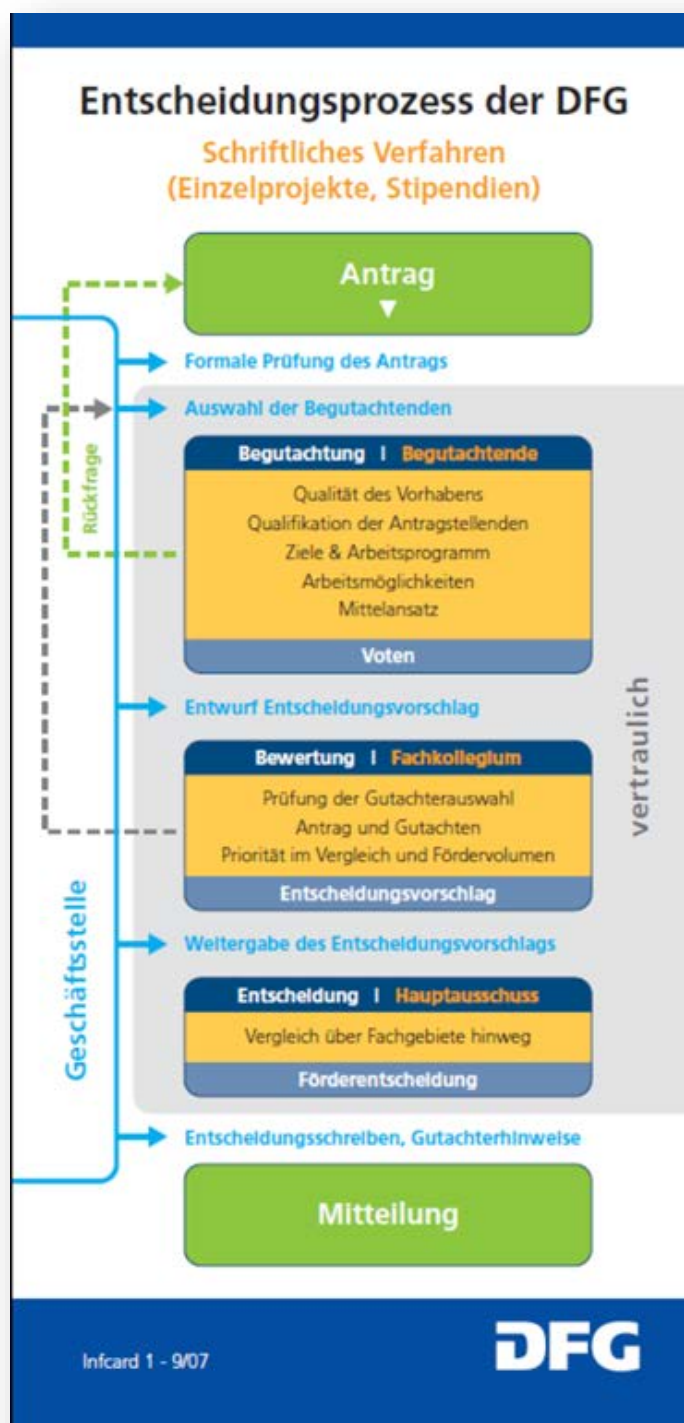 Entscheidungsprozess der DFG
Schriftliches Verfahren
(Einzelprojekte, Stipendien)
Antrag
Formale Prüfung des Antrags
Auswahl der Begutachtenden
Begutachtung | Begutachtende
Qualität des Vorhabens
Qualifikation der Antragstellenden
Ziele & Arbeitsprogramm
Arbeitsmöglichkeiten
Mittelansatz
Voten
Rückfrage
Entwurf Entscheidungsvorschlag
Bewertung | Fachkollegium
Prüfung der Gutachterauswahl
Antrag und Gutachten
Priorität im Vergleich und Fördervolumen
Entscheidungsvorschlag
vertraulich
Geschäftsstelle
Weitergabe des Entscheidungsvorschlags
Entscheidung | Hauptausschuss
Vergleich über Fachgebiete hinweg
Förderentscheidung
Entscheidungsschreiben, Gutachterhinweise
Mitteilung
Infcard 1 - 9/07
DFG